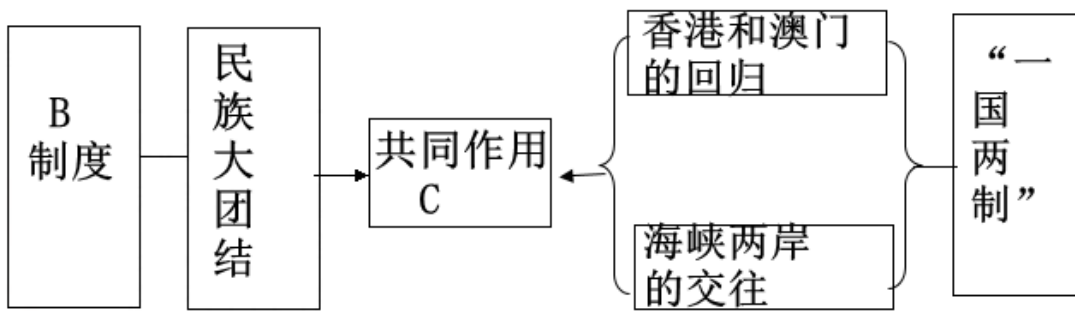 B
制度
民
族
大
团
结
共同作用
C
香港和澳门
的回归
海峡两岸
的交往
“一
国
两
制”